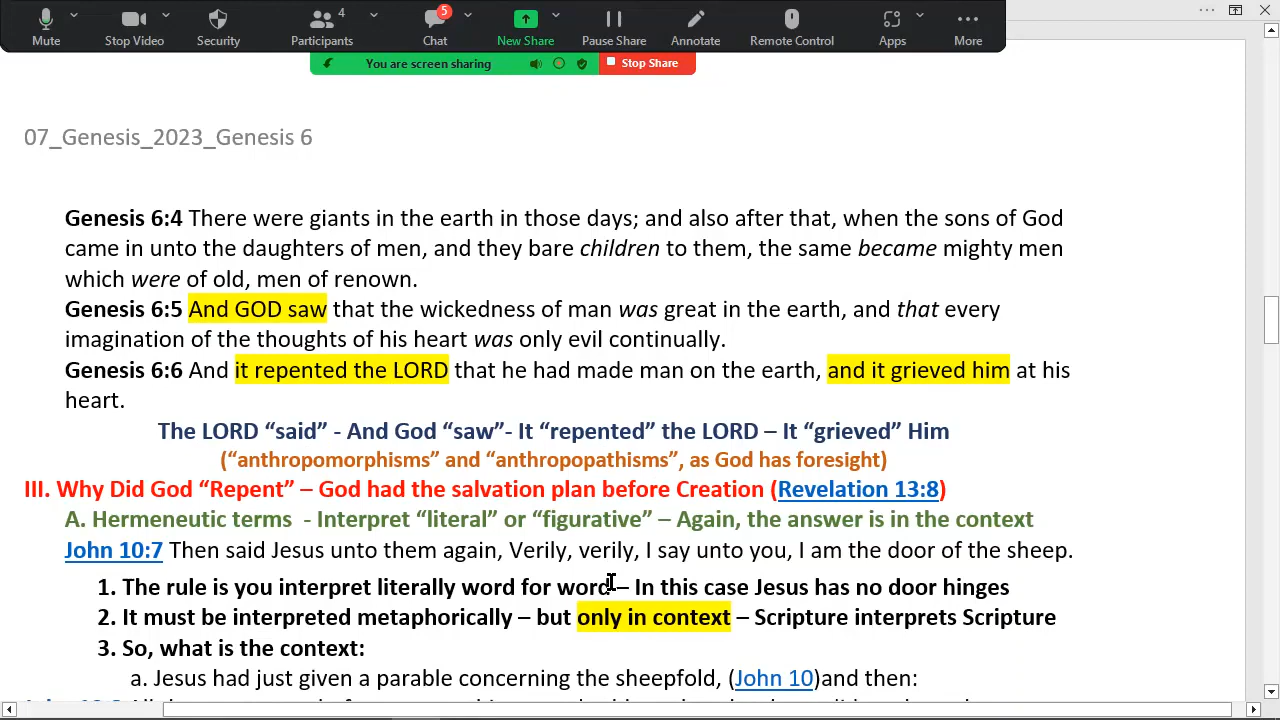 4
5
Mute
Stop Video
Security
Participants
Chat
New Share
Pause Share
Annotate
Remote Control
Apps
More
You are screen sharing
Stop Share
07_Genesis_2023_Genesis 6
Genesis 6:4 There were giants in the earth in those days; and also after that, when the sons of God
came in unto the daughters of men, and they bare children to them, the same became mighty men
which were of old, men of renown.
Genesis 6:5 And GOD saw that the wickedness of man was great in the earth, and that every
imagination of the thoughts of his heart was only evil continually.
Genesis 6:6 And it repented the LORD that he had made man on the earth, and it grieved him at his
heart.
The LORD “said” - And God “saw”- It “repented” the LORD – It “grieved” Him
(“anthropomorphisms” and “anthropopathisms”, as God has foresight)
III. Why Did God “Repent” – God had the salvation plan before Creation (Revelation 13:8)
A. Hermeneutic terms - Interpret “literal” or “figurative” – Again, the answer is in the context
John 10:7 Then said Jesus unto them again, Verily, verily, I say unto you, I am the door of the sheep.
1. The rule is you interpret literally word for word – In this case Jesus has no door hinges
2. It must be interpreted metaphorically – but only in context – Scripture interprets Scripture
3. So, what is the context:
a. Jesus had just given a parable concerning the sheepfold, (John 10)and then: